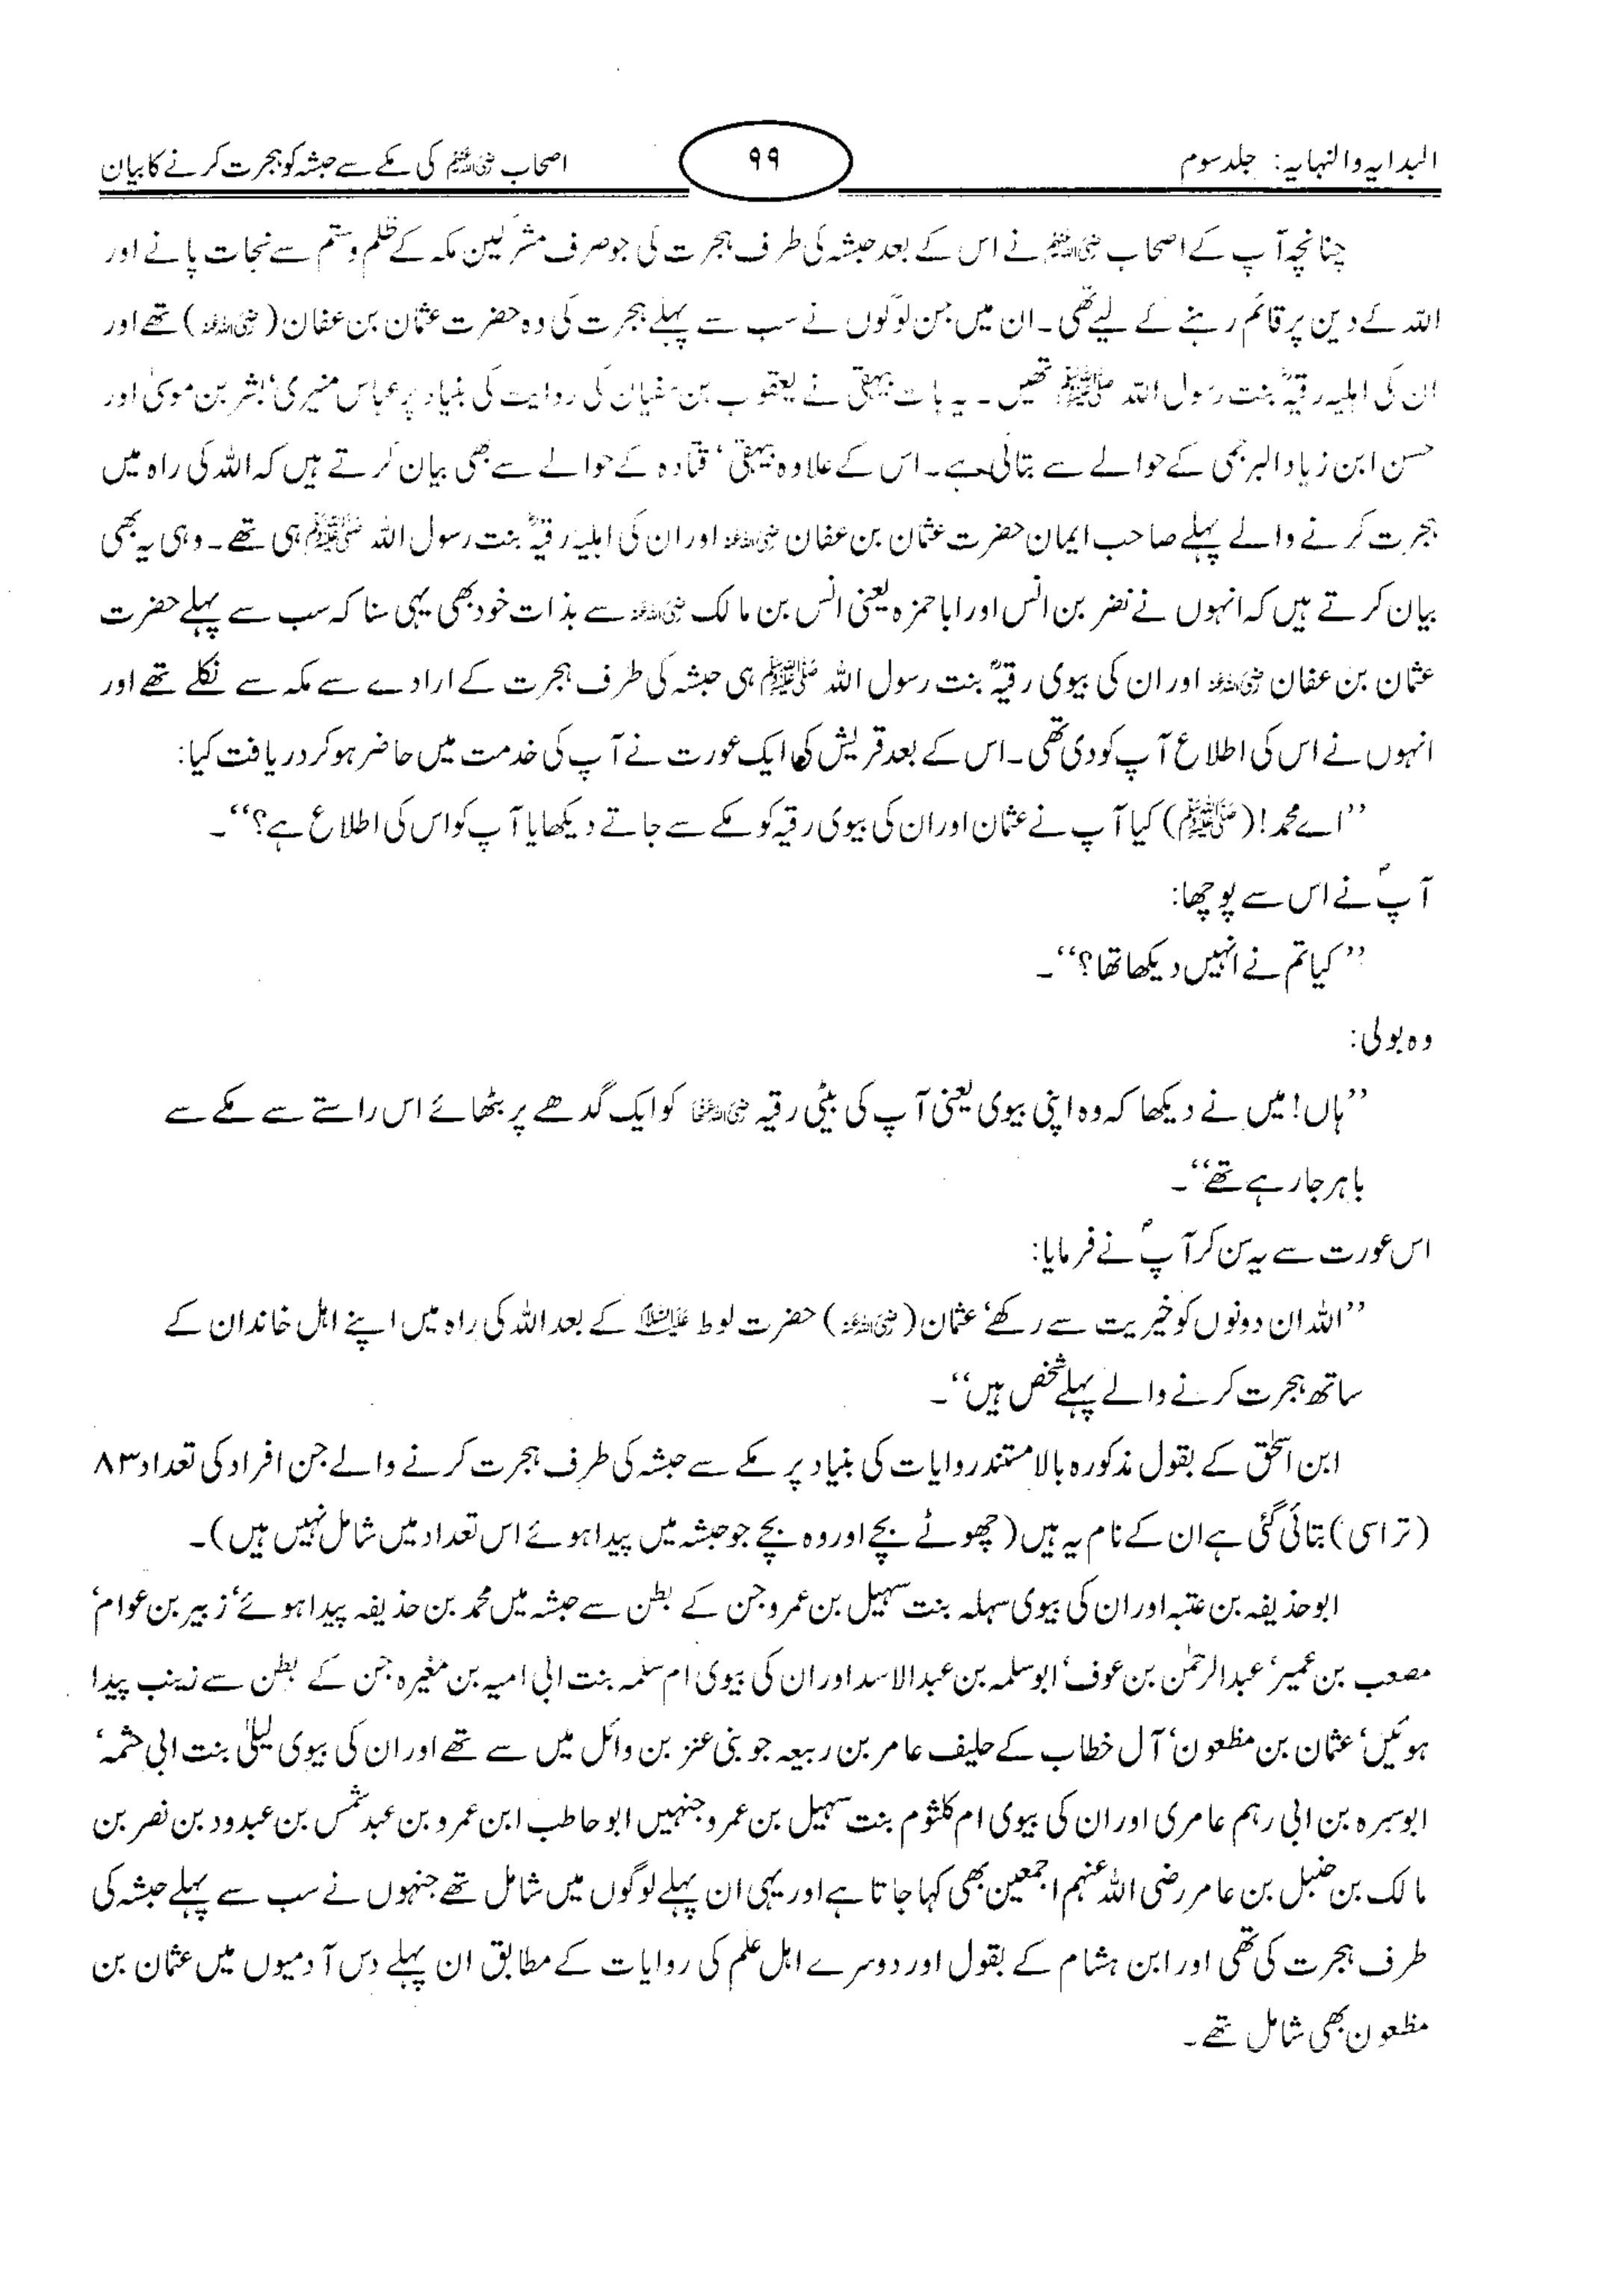 البدایہ والنہایہ: جلد سوم
۹۹
اصحاب رضی اللہ عنہم کی مکے سے حبشہ کو ہجرت کرنے کا بیان
چنانچہ آپ کے اصحاب رضی اللہ عنہم نے اس کے بعد حبشہ کی طرف ہجرت کی جو صرف مشرکین مکہ کے ظلم و ستم سے نجات پانے اور
اللہ کے دین پر قائم رہنے کے لیے تھی۔ ان میں جن لوگوں نے سب سے پہلے ہجرت کی وہ حضرت عثمان بن عفان (رضی اللہ عنہ) تھے اور
ان کی اہلیہ رقیہؓ بنت رسول اللہ ﷺ تھیں۔ یہ بات بیہقی نے یعقوب بن سفیان کی روایت کی بنیاد پر عباس منیری‘ بشر بن موسیٰ اور
حسن ابن زیاد البرجمی کے حوالے سے بتائی ہے۔ اس کے علاوہ بیہقی‘ قتادہ کے حوالے سے بھی بیان کرتے ہیں کہ اللہ کی راہ میں
ہجرت کرنے والے پہلے صاحب ایمان حضرت عثمان بن عفان رضی اللہ عنہ اور ان کی اہلیہ رقیہؓ بنت رسول اللہ ﷺ ہی تھے۔ وہی یہ بھی
بیان کرتے ہیں کہ انہوں نے نضر بن انس اور ابا حمزہ یعنی انس بن مالک رضی اللہ عنہ سے بذات خود بھی یہی سنا کہ سب سے پہلے حضرت
عثمان بن عفان رضی اللہ عنہ اور ان کی بیوی رقیہؓ بنت رسول اللہ ﷺ ہی حبشہ کی طرف ہجرت کے ارادے سے مکہ سے نکلے تھے اور
انہوں نے اس کی اطلاع آپ کو دی تھی۔ اس کے بعد قریش کی ایک عورت نے آپ کی خدمت میں حاضر ہو کر دریافت کیا:
’’اے محمد! (ﷺ) کیا آپ نے عثمان اور ان کی بیوی رقیہ کو مکے سے جاتے دیکھا یا آپ کو اس کی اطلاع ہے؟‘‘۔
آپؐ نے اس سے پوچھا:
’’کیا تم نے انہیں دیکھا تھا؟‘‘۔
وہ بولی:
’’ہاں! میں نے دیکھا کہ وہ اپنی بیوی یعنی آپ کی بیٹی رقیہ رضی اللہ عنہا کو ایک گدھے پر بٹھائے اس راستے سے مکے سے
باہر جا رہے تھے‘‘۔
اس عورت سے یہ سن کر آپؐ نے فرمایا:
’’اللہ ان دونوں کو خیریت سے رکھے‘ عثمان (رضی اللہ عنہ) حضرت لوط علیہ السلام کے بعد اللہ کی راہ میں اپنے اہل خاندان کے
ساتھ ہجرت کرنے والے پہلے شخص ہیں‘‘۔
ابن اسحٰق کے بقول مذکورہ بالا مستند روایات کی بنیاد پر مکے سے حبشہ کی طرف ہجرت کرنے والے جن افراد کی تعداد ۸۳
(تراسی) بتائی گئی ہے ان کے نام یہ ہیں (چھوٹے بچے اور وہ بچے جو حبشہ میں پیدا ہوئے اس تعداد میں شامل نہیں ہیں)۔
ابو حذیفہ بن عتبہ اور ان کی بیوی سہلہ بنت سہیل بن عمرو جن کے بطن سے حبشہ میں محمد بن حذیفہ پیدا ہوئے‘ زبیر بن عوام‘
مصعب بن عمیر‘ عبدالرحمٰن بن عوف‘ ابو سلمہ بن عبدالاسد اور ان کی بیوی ام سلمہ بنت ابی امیہ بن مغیرہ جن کے بطن سے زینب پیدا
ہوئیں‘ عثمان بن مظعون‘ آل خطاب کے حلیف عامر بن ربیعہ جو بنی عنز بن وائل میں سے تھے اور ان کی بیوی لیلیٰ بنت ابی حثمہ‘
ابو سبرہ بن ابی رہم عامری اور ان کی بیوی ام کلثوم بنت سہیل بن عمرو جنہیں ابو حاطب ابن عمرو بن عبد شمس بن عبدود بن نصر بن
مالک بن حنبل بن عامر رضی اللہ عنہم اجمعین بھی کہا جاتا ہے اور یہی ان پہلے لوگوں میں شامل تھے جنہوں نے سب سے پہلے حبشہ کی
طرف ہجرت کی تھی اور ابن ہشام کے بقول اور دوسرے اہل علم کی روایات کے مطابق ان پہلے دس آدمیوں میں عثمان بن
مظعون بھی شامل تھے۔